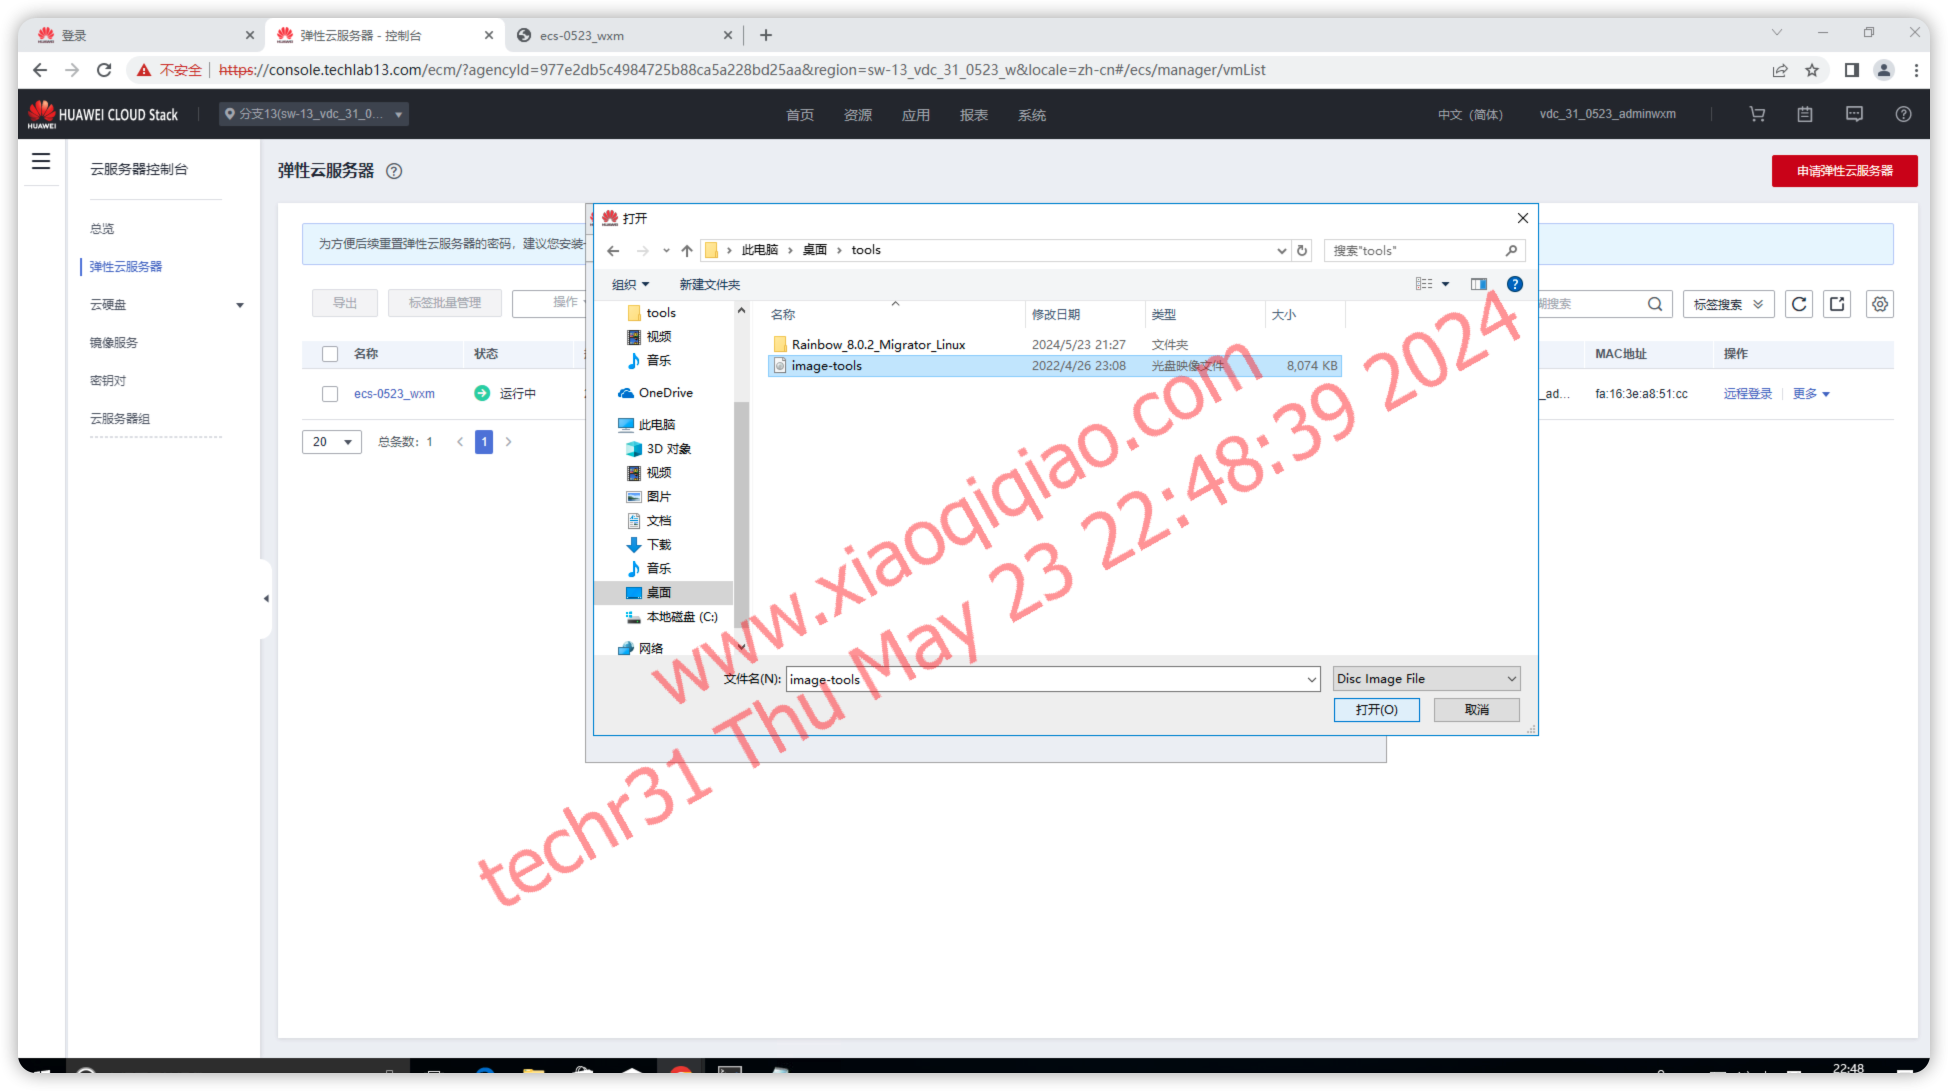 登录
弹性云服务器 - 控制台
ecs-0523_wxm
不安全
https://console.techlab13.com/ecm/?agencyId=977e2db5c4984725b88ca5a228bd25aa&region=sw-13_vdc_31_0523_w&locale=zh-cn#/ecs/manager/vmList
HUAWEI
HUAWEI CLOUD Stack
分支13(sw-13_vdc_31_0...
首页 资源 应用 报表 系统
中文（简体） vdc_31_0523_adminwxm
云服务器控制台
总览
弹性云服务器
云硬盘
镜像服务
密钥对
云服务器组
弹性云服务器
申请弹性云服务器
为方便后续重置弹性云服务器的密码，建议您安装
导出 标签批量管理 操作
搜索 标签搜索
名称 状态 MAC地址 操作
ecs-0523_wxm 运行中 _ad... fa:16:3e:a8:51:cc 远程登录 更多
20 总条数: 1 1
打开
此电脑 桌面 tools
搜索"tools"
组织 新建文件夹
tools
视频
音乐
OneDrive
此电脑
3D 对象
视频
图片
文档
下载
音乐
桌面
本地磁盘 (C:)
网络
名称 修改日期 类型 大小
Rainbow_8.0.2_Migrator_Linux 2024/5/23 21:27 文件夹
image-tools 2022/4/26 23:08 光盘映像文件 8,074 KB
文件名(N): image-tools
Disc Image File
打开(O) 取消
www.xiaoqiqiao.com
techr31 Thu May 23 22:48:39 2024
22:48